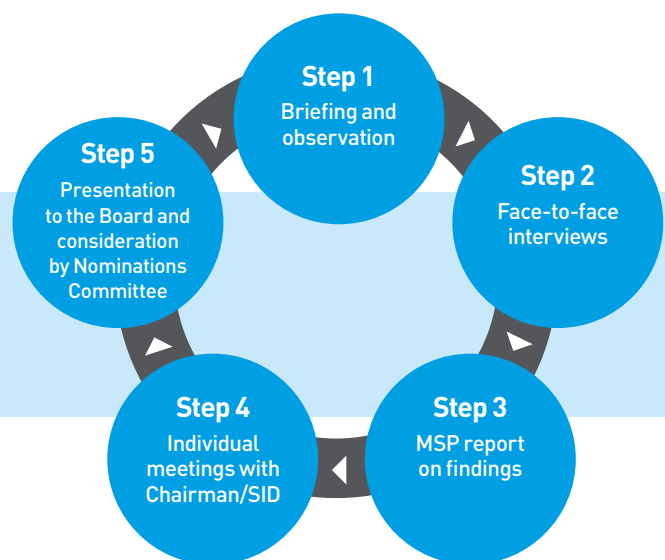 Step 1
Briefing and
observation
Step 2
Face-to-face
interviews
Step 3
MSP report
on findings
Step 4
Individual
meetings with
Chairman/SID
Step 5
Presentation
to the Board and
consideration
by Nominations
Committee